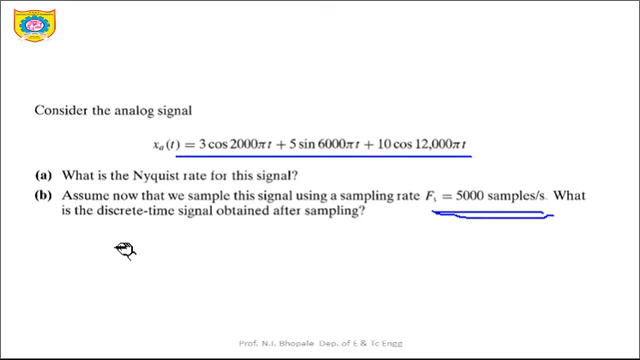 Consider the analog signal
xₐ(t) = 3 cos 2000πt + 5 sin 6000πt + 10 cos 12,000πt
(a) What is the Nyquist rate for this signal?
(b) Assume now that we sample this signal using a sampling rate Fₛ = 5000 samples/s. What
is the discrete-time signal obtained after sampling?
Prof. N.I. Bhopale Dep. of E & Tc Engg